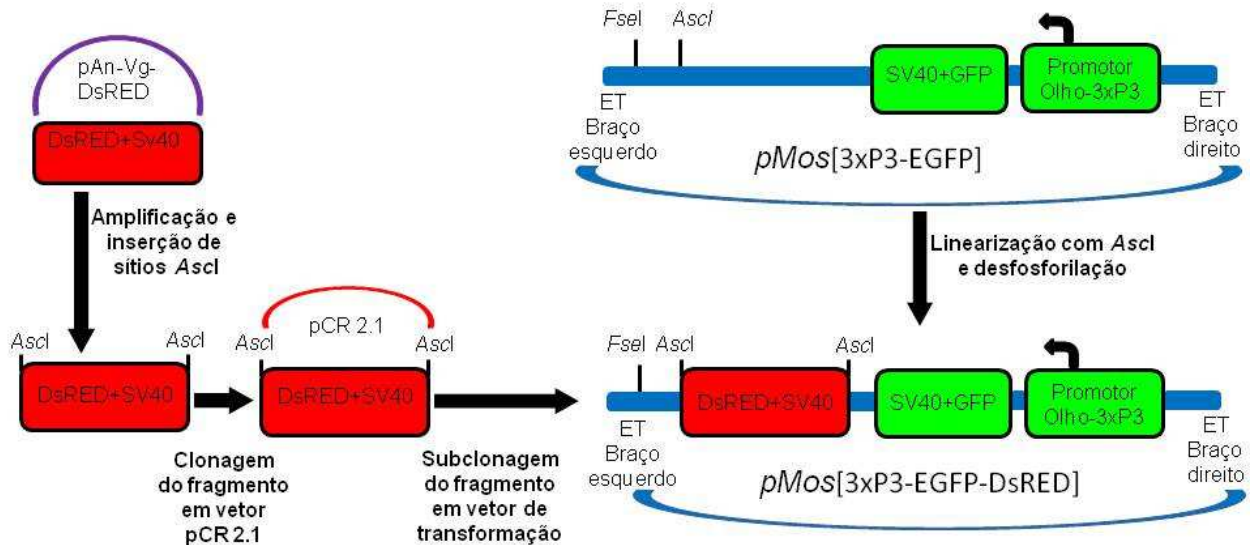 pAn-Vg-
DsRED
DsRED+Sv40
Amplificação e
inserção de
sítios AscI
AscI
AscI
DsRED+SV40
Clonagem
do fragmento
em vetor
pCR 2.1
AscI
pCR 2.1
AscI
DsRED+SV40
Subclonagem
do fragmento
em vetor de
transformação
FseI
AscI
SV40+GFP
Promotor
Olho-3xP3
ET
Braço
esquerdo
ET
Braço
direito
pMos[3xP3-EGFP]
Linearização com AscI
e desfosforilação
FseI
AscI
AscI
DsRED+SV40
SV40+GFP
Promotor
Olho-3xP3
ET
Braço
esquerdo
ET
Braço
direito
pMos[3xP3-EGFP-DsRED]